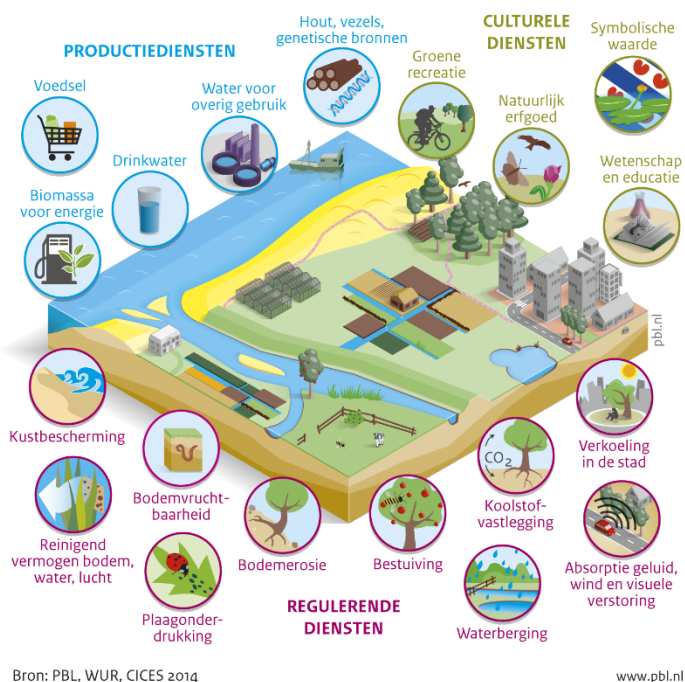 PRODUCTIEDIENSTEN
Voedsel
Drinkwater
Biomassa
voor energie
Water voor
overig gebruik
Hout, vezels,
genetische bronnen
CULTURELE
DIENSTEN
Groene
recreatie
Natuurlijk
erfgoed
Symbolische
waarde
Wetenschap
en educatie
pbl.nl
Kustbescherming
Reinigend
vermogen bodem,
water, lucht
Bodemvrucht-
baarheid
Plaagonder-
drukking
Bodemerosie
Bestuiving
CO2
Koolstof-
vastlegging
Waterberging
Verkoeling
in de stad
Absorptie geluid,
wind en visuele
verstoring
REGULERENDE
DIENSTEN
Bron: PBL, WUR, CICES 2014
www.pbl.nl